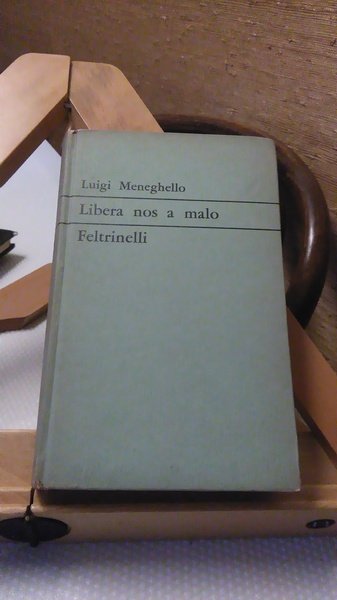 Luigi Meneghello
Libera nos a malo
Feltrinelli